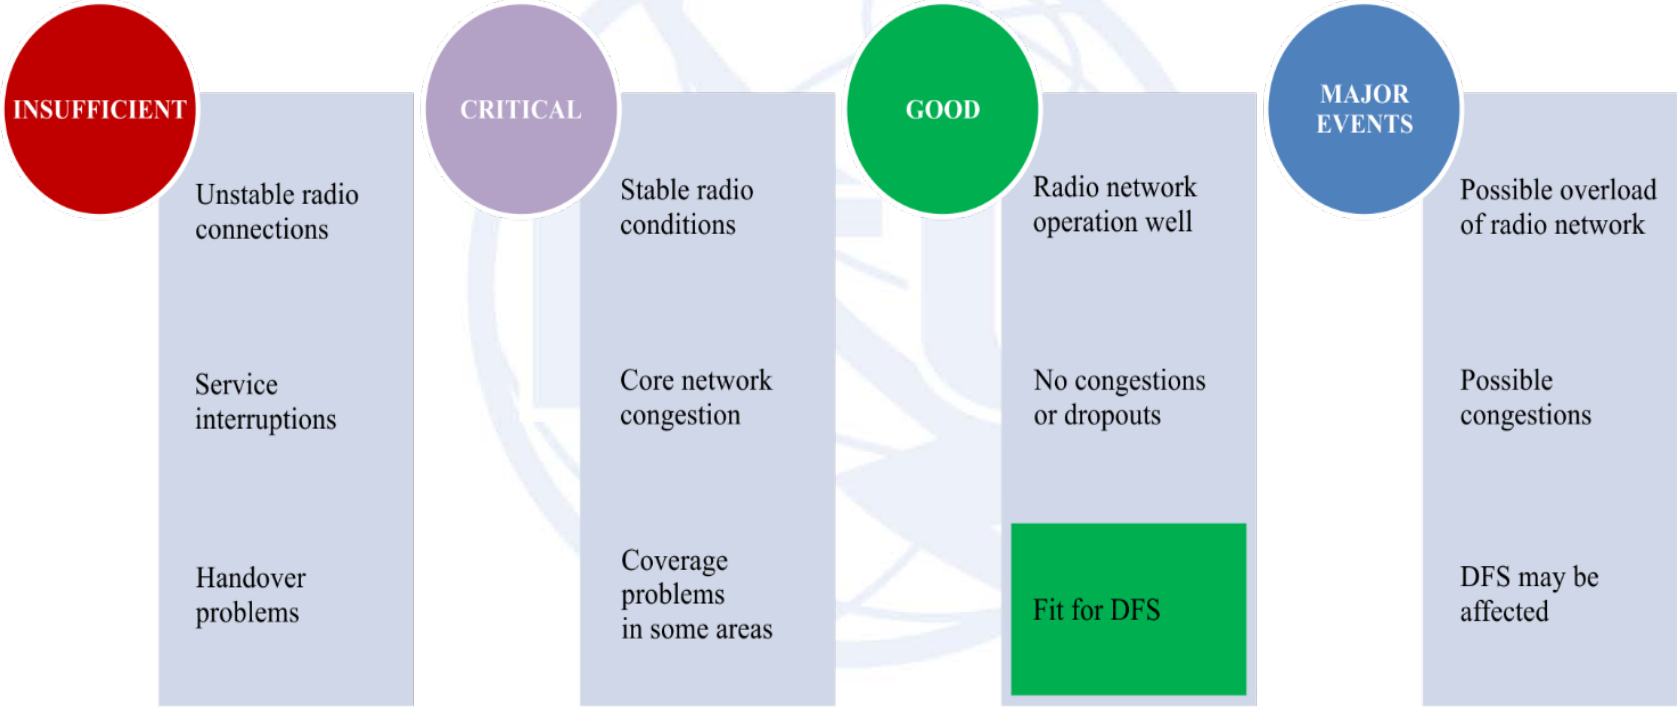 INSUFFICIENT
Unstable radio
connections
Service
interruptions
Handover
problems
CRITICAL
Stable radio
conditions
Core network
congestion
Coverage
problems
in some areas
GOOD
Radio network
operation well
No congestions
or dropouts
Fit for DFS
MAJOR
EVENTS
Possible overload
of radio network
Possible
congestions
DFS may be
affected